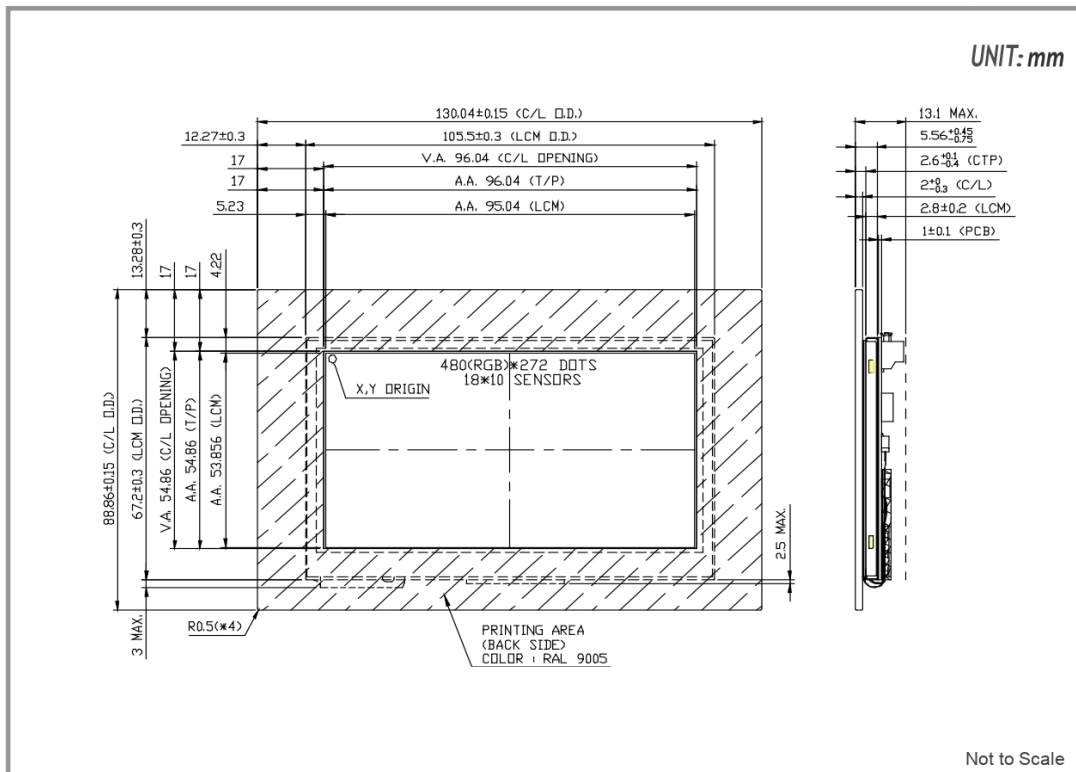 UNIT: mm
130.04±0.15 (C/L O.D.)
13.1 MAX.
12.27±0.3
105.5±0.3 (LCM O.D.)
5.56+0.45-0.75
17
V.A. 96.04 (C/L OPENING)
2.6+0.1-0.4 (CTP)
17
A.A. 96.04 (T/P)
2+0-0.3 (C/L)
5.23
A.A. 95.04 (LCM)
2.8±0.2 (LCM)
1±0.1 (PCB)
13.28±0.3
17
17
4.22
480(RGB)*272 DOTS
18*10 SENSORS
X,Y ORIGIN
88.86±0.15 (C/L O.D.)
67.2±0.3 (LCM O.D.)
V.A. 54.86 (C/L OPENING)
A.A. 54.86 (T/P)
A.A. 53.856 (LCM)
2.5 MAX.
3 MAX.
R0.5(*4)
PRINTING AREA
(BACK SIDE)
COLOR : RAL 9005
Not to Scale